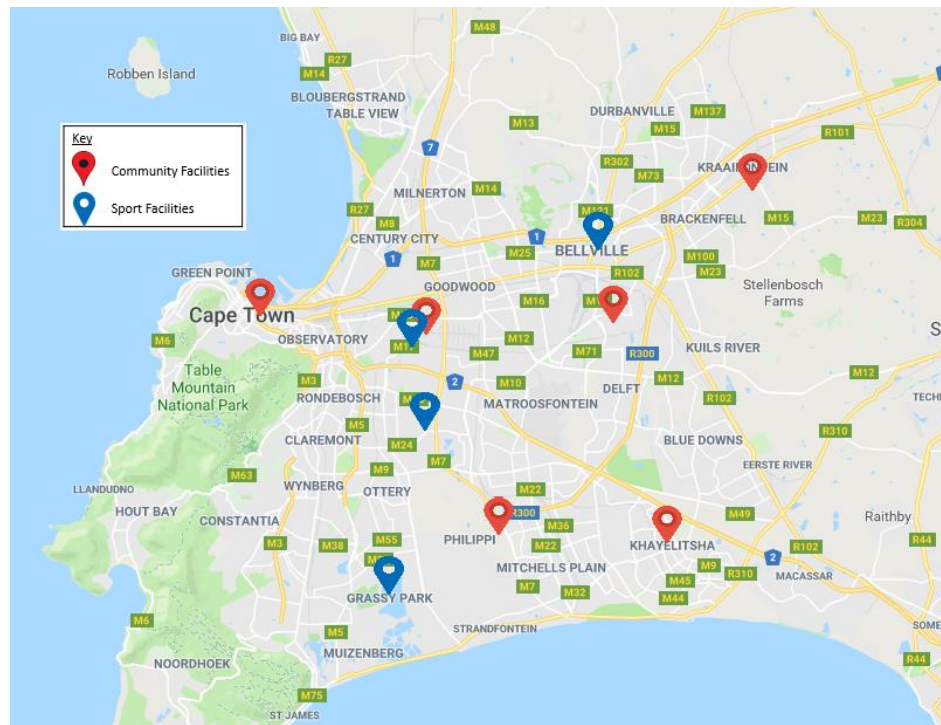 M48
BIG BAY
R27
M14
Robben Island
BLOUBERGSTRAND
TABLE VIEW
DURBANVILLE
M137
M13
M15
R101
Key
Community Facilities
Sport Facilities
7
R302
M73
MILNERTON
M14
BRACKENFELL
R27
M8
M15
M23
R304
CENTURY CITY
1
1
M25
BELLVILLE
M100
M23
M7
GREEN POINT
R102
GOODWOOD
Stellenbosch
Farms
M16
Cape Town
OBSERVATORY
M12
M6
M47
M71
R300
KUILS RIVER
Table
Mountain
National Park
M3
2
M10
M12
M12
RONDEBOSCH
DELFT
R102
MATROOSFONTEIN
M5
CLAREMONT
M24
BLUE DOWNS
R310
M7
M9
M63
EERSTE RIVER
WYNBERG
OTTERY
LLANDUDNO
M22
HOUT BAY
CONSTANTIA
R300
M49
Raithby
M36
PHILIPPI
M3
M38
M55
M22
KHAYELITSHA
R102
R44
2
MITCHELLS PLAIN
M9
R310
MACASSAR
M45
M7
M32
M44
GRASSY PARK
M6
M5
STRANDFONTEIN
MUIZENBERG
NOORDHOEK
R44
M75
ST JAMES